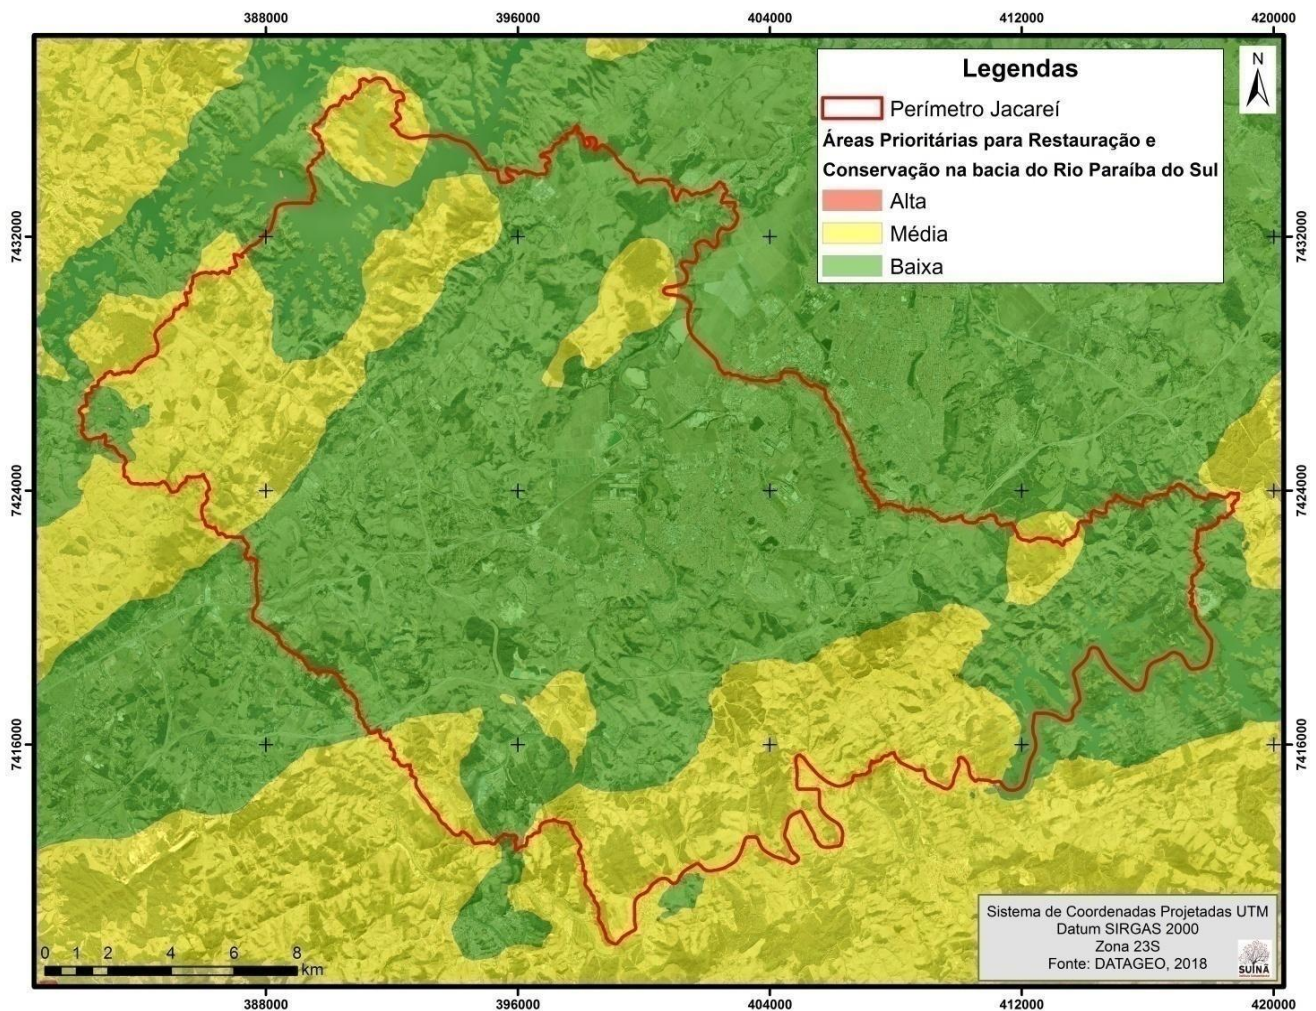 388000 396000 404000 412000 420000
Legendas
N
Perímetro Jacareí
Áreas Prioritárias para Restauração e
Conservação na bacia do Rio Paraíba do Sul
Alta
Média
Baixa
7432000 7432000
7424000 7424000
7416000 7416000
Sistema de Coordenadas Projetadas UTM
Datum SIRGAS 2000
Zona 23S
Fonte: DATAGEO, 2018
SUINÃ
0 1 2 4 6 8
km
388000 396000 404000 412000 420000